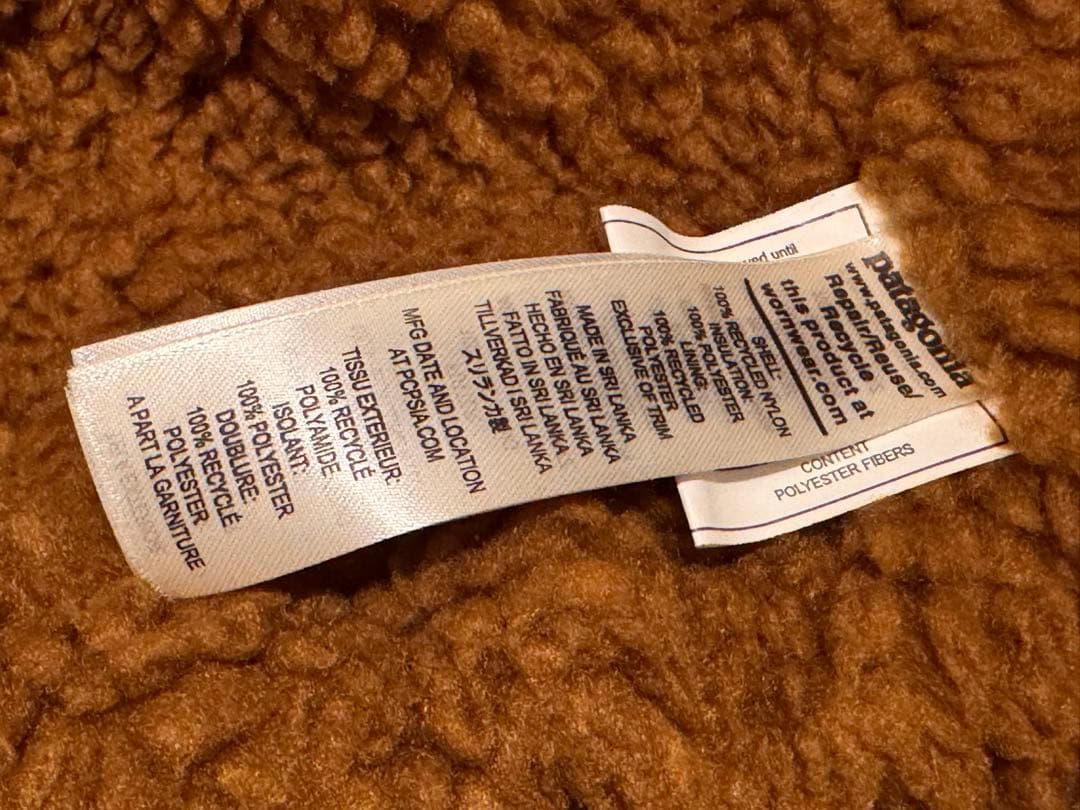 patagonia
www.patagonia.com
Repair/Reuse/
Recycle
this product at
wornwear.com
SHELL:
100% RECYCLED NYLON
INSULATION:
100% POLYESTER
LINING:
100% RECYCLED
POLYESTER
EXCLUSIVE OF TRIM
MADE IN SRI LANKA
FABRIQUÉ AU SRI LANKA
HECHO EN SRI LANKA
FATTO IN SRI LANKA
TILLVERKAD I SRI LANKA
スリランカ製
MFG DATE AND LOCATION
AT PCPSIA.COM
TISSU EXTERIEUR:
100% RECYCLÉ
POLYAMIDE
ISOLANT:
100% POLYESTER
DOUBLURE:
100% RECYCLÉ
POLYESTER
A PART LA GARNITURE
until
CONTENT
POLYESTER FIBERS